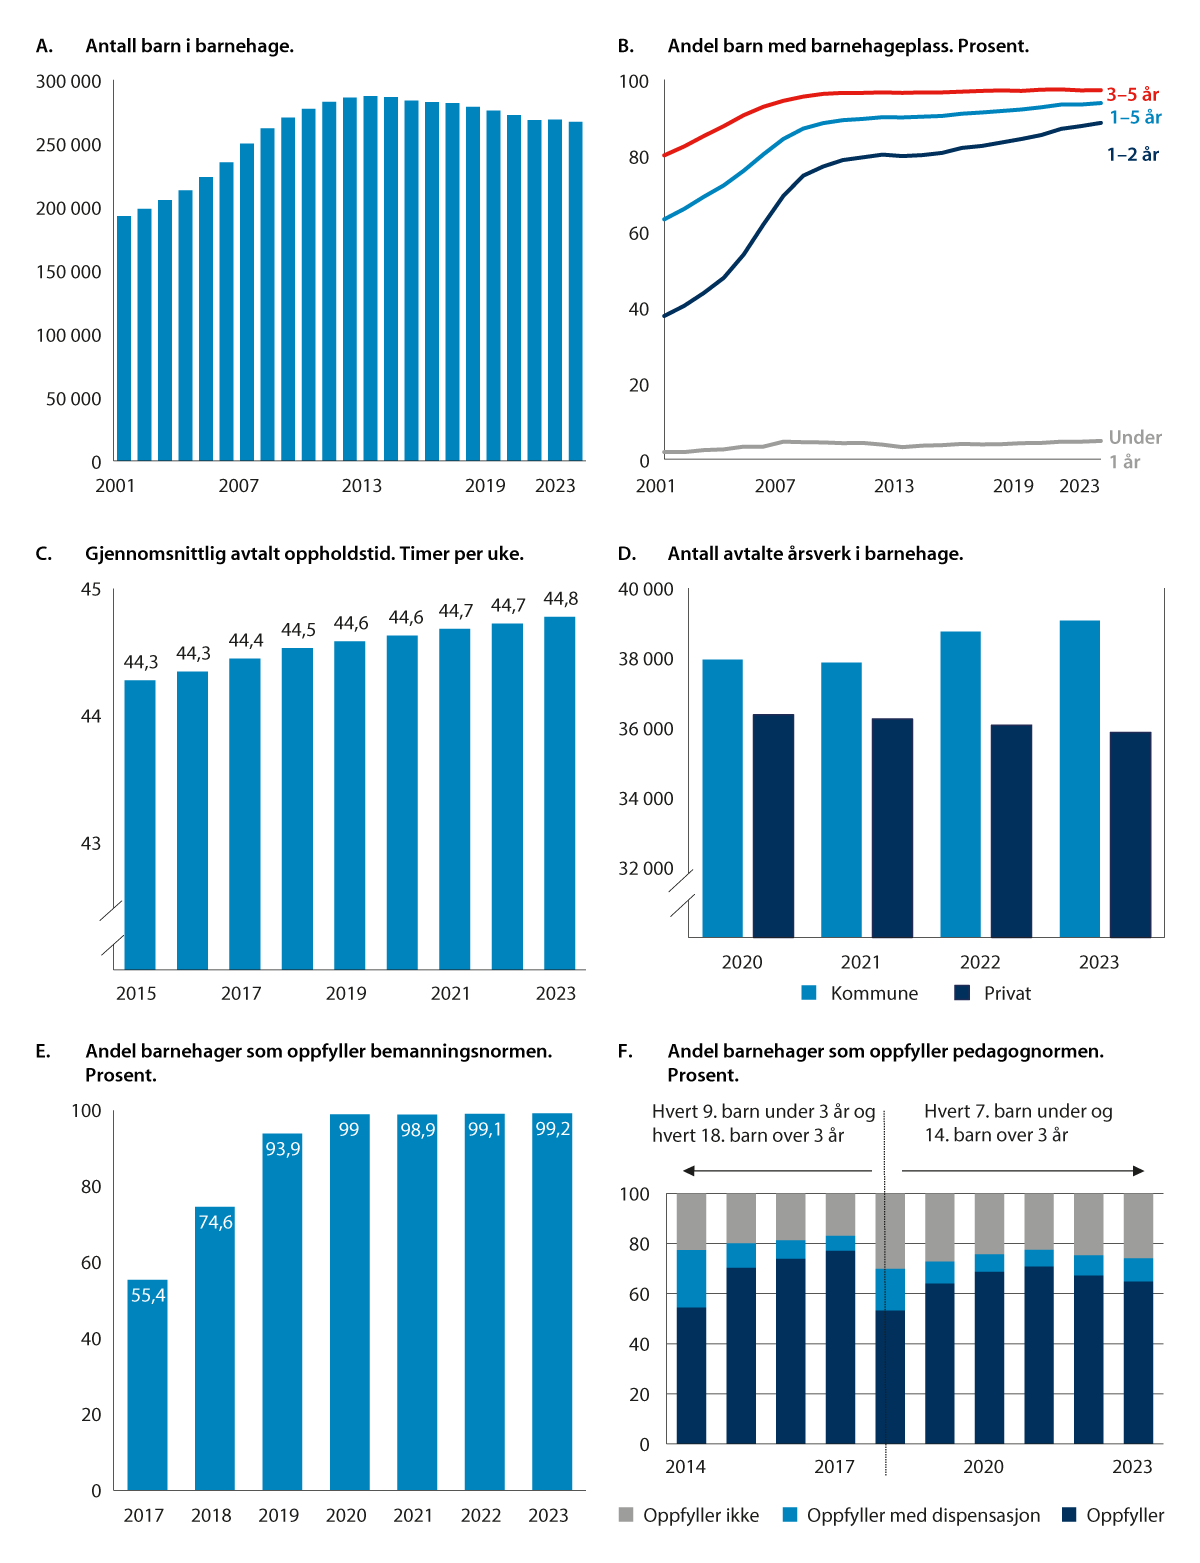 A. Antall barn i barnehage.
300 000
250 000
200 000
150 000
100 000
50 000
0
2001 2007 2013 2019 2023
B. Andel barn med barnehageplass. Prosent.
100
80
60
40
20
0
3–5 år
1–5 år
1–2 år
Under
1 år
2001 2007 2013 2019 2023
C. Gjennomsnittlig avtalt oppholdstid. Timer per uke.
45
44
43
44,3 44,3 44,4 44,5 44,6 44,6 44,7 44,7 44,8
2015 2017 2019 2021 2023
D. Antall avtalte årsverk i barnehage.
40 000
38 000
36 000
34 000
32 000
2020 2021 2022 2023
Kommune Privat
E. Andel barnehager som oppfyller bemanningsnormen.
Prosent.
100
80
60
40
20
0
55,4 74,6 93,9 99 98,9 99,1 99,2
2017 2018 2019 2020 2021 2022 2023
F. Andel barnehager som oppfyller pedagognormen.
Prosent.
Hvert 9. barn under 3 år og
hvert 18. barn over 3 år
Hvert 7. barn under og
14. barn over 3 år
100
80
60
40
20
0
2014 2017 2020 2023
Oppfyller ikke Oppfyller med dispensasjon Oppfyller